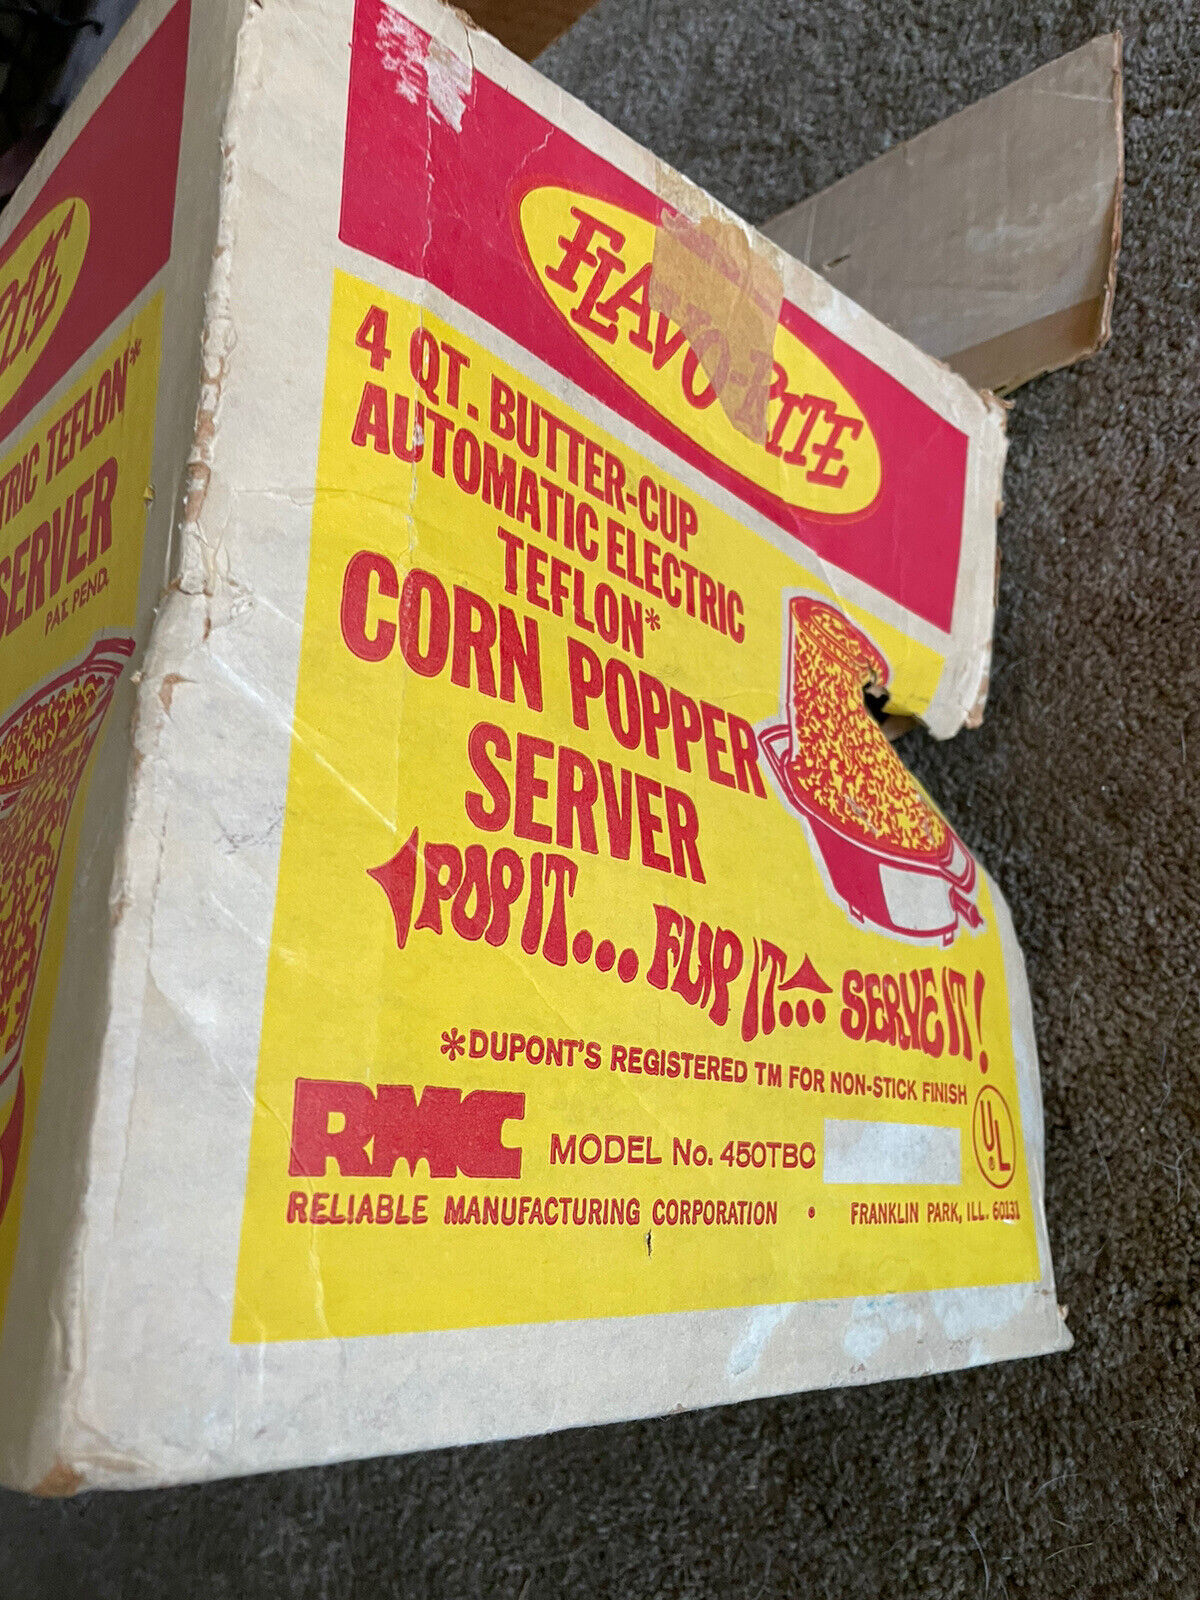 FLAVO-RITE
4 QT. BUTTER-CUP
AUTOMATIC ELECTRIC
TEFLON*
CORN POPPER
SERVER
POP IT... FLIP IT... SERVE IT!
*DUPONT'S REGISTERED TM FOR NON-STICK FINISH
UL
RMC MODEL No. 450TBC
RELIABLE MANUFACTURING CORPORATION • FRANKLIN PARK, ILL. 60131
RITE
TRIC TEFLON*
SERVER
PAT. PEND.